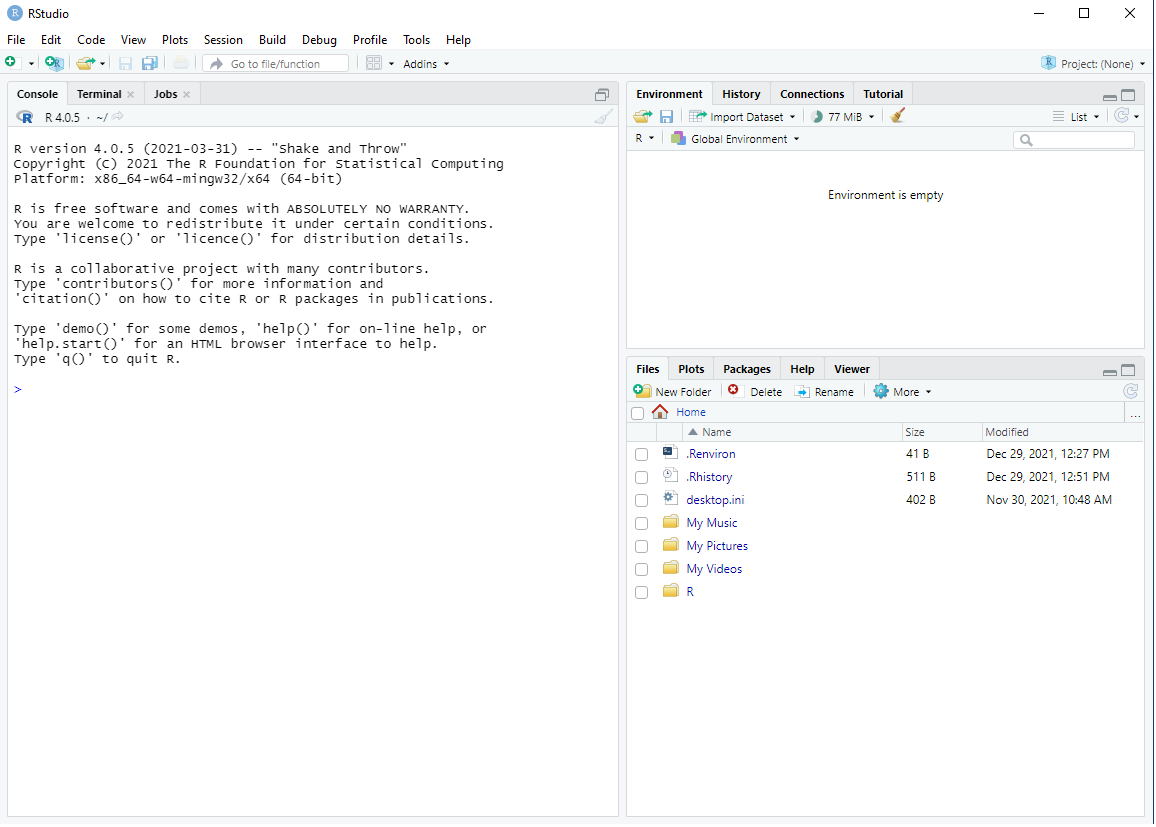 RStudio
File Edit Code View Plots Session Build Debug Profile Tools Help
Go to file/function Addins Project: (None)
Console Terminal Jobs
R 4.0.5 · ~/
R version 4.0.5 (2021-03-31) -- "Shake and Throw"
Copyright (C) 2021 The R Foundation for Statistical Computing
Platform: x86_64-w64-mingw32/x64 (64-bit)
R is free software and comes with ABSOLUTELY NO WARRANTY.
You are welcome to redistribute it under certain conditions.
Type 'license()' or 'licence()' for distribution details.
R is a collaborative project with many contributors.
Type 'contributors()' for more information and
'citation()' on how to cite R or R packages in publications.
Type 'demo()' for some demos, 'help()' for on-line help, or
'help.start()' for an HTML browser interface to help.
Type 'q()' to quit R.
>
Environment History Connections Tutorial
Import Dataset 77 MiB List
R Global Environment
Environment is empty
Files Plots Packages Help Viewer
New Folder Delete Rename More
Home ...
Name Size Modified
.Renviron 41 B Dec 29, 2021, 12:27 PM
.Rhistory 511 B Dec 29, 2021, 12:51 PM
desktop.ini 402 B Nov 30, 2021, 10:48 AM
My Music
My Pictures
My Videos
R